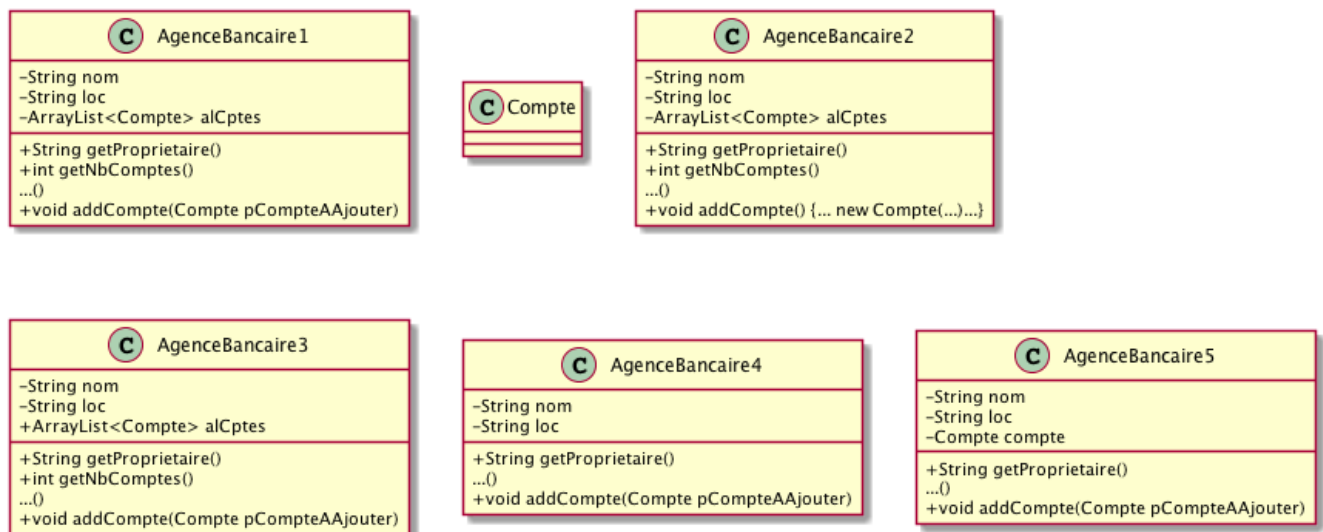 C AgenceBancaire1
-String nom
-String loc
-ArrayList<Compte> alCptes
+String getProprietaire()
+int getNbComptes()
...()
+void addCompte(Compte pCompteAAjouter)
C Compte
C AgenceBancaire2
-String nom
-String loc
-ArrayList<Compte> alCptes
+String getProprietaire()
+int getNbComptes()
...()
+void addCompte() {... new Compte(...)...}
C AgenceBancaire3
-String nom
-String loc
+ArrayList<Compte> alCptes
+String getProprietaire()
+int getNbComptes()
...()
+void addCompte(Compte pCompteAAjouter)
C AgenceBancaire4
-String nom
-String loc
+String getProprietaire()
...()
+void addCompte(Compte pCompteAAjouter)
C AgenceBancaire5
-String nom
-String loc
-Compte compte
+String getProprietaire()
...()
+void addCompte(Compte pCompteAAjouter)